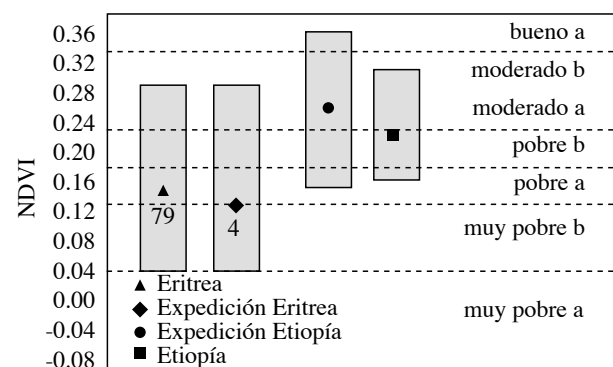 0.36
0.32
0.28
0.24
0.20
0.16
0.12
0.08
0.04
0.00
-0.04
-0.08
NDVI
bueno a
moderado b
moderado a
pobre b
pobre a
muy pobre b
muy pobre a
79
4
Eritrea
Expedición Eritrea
Expedición Etiopía
Etiopía